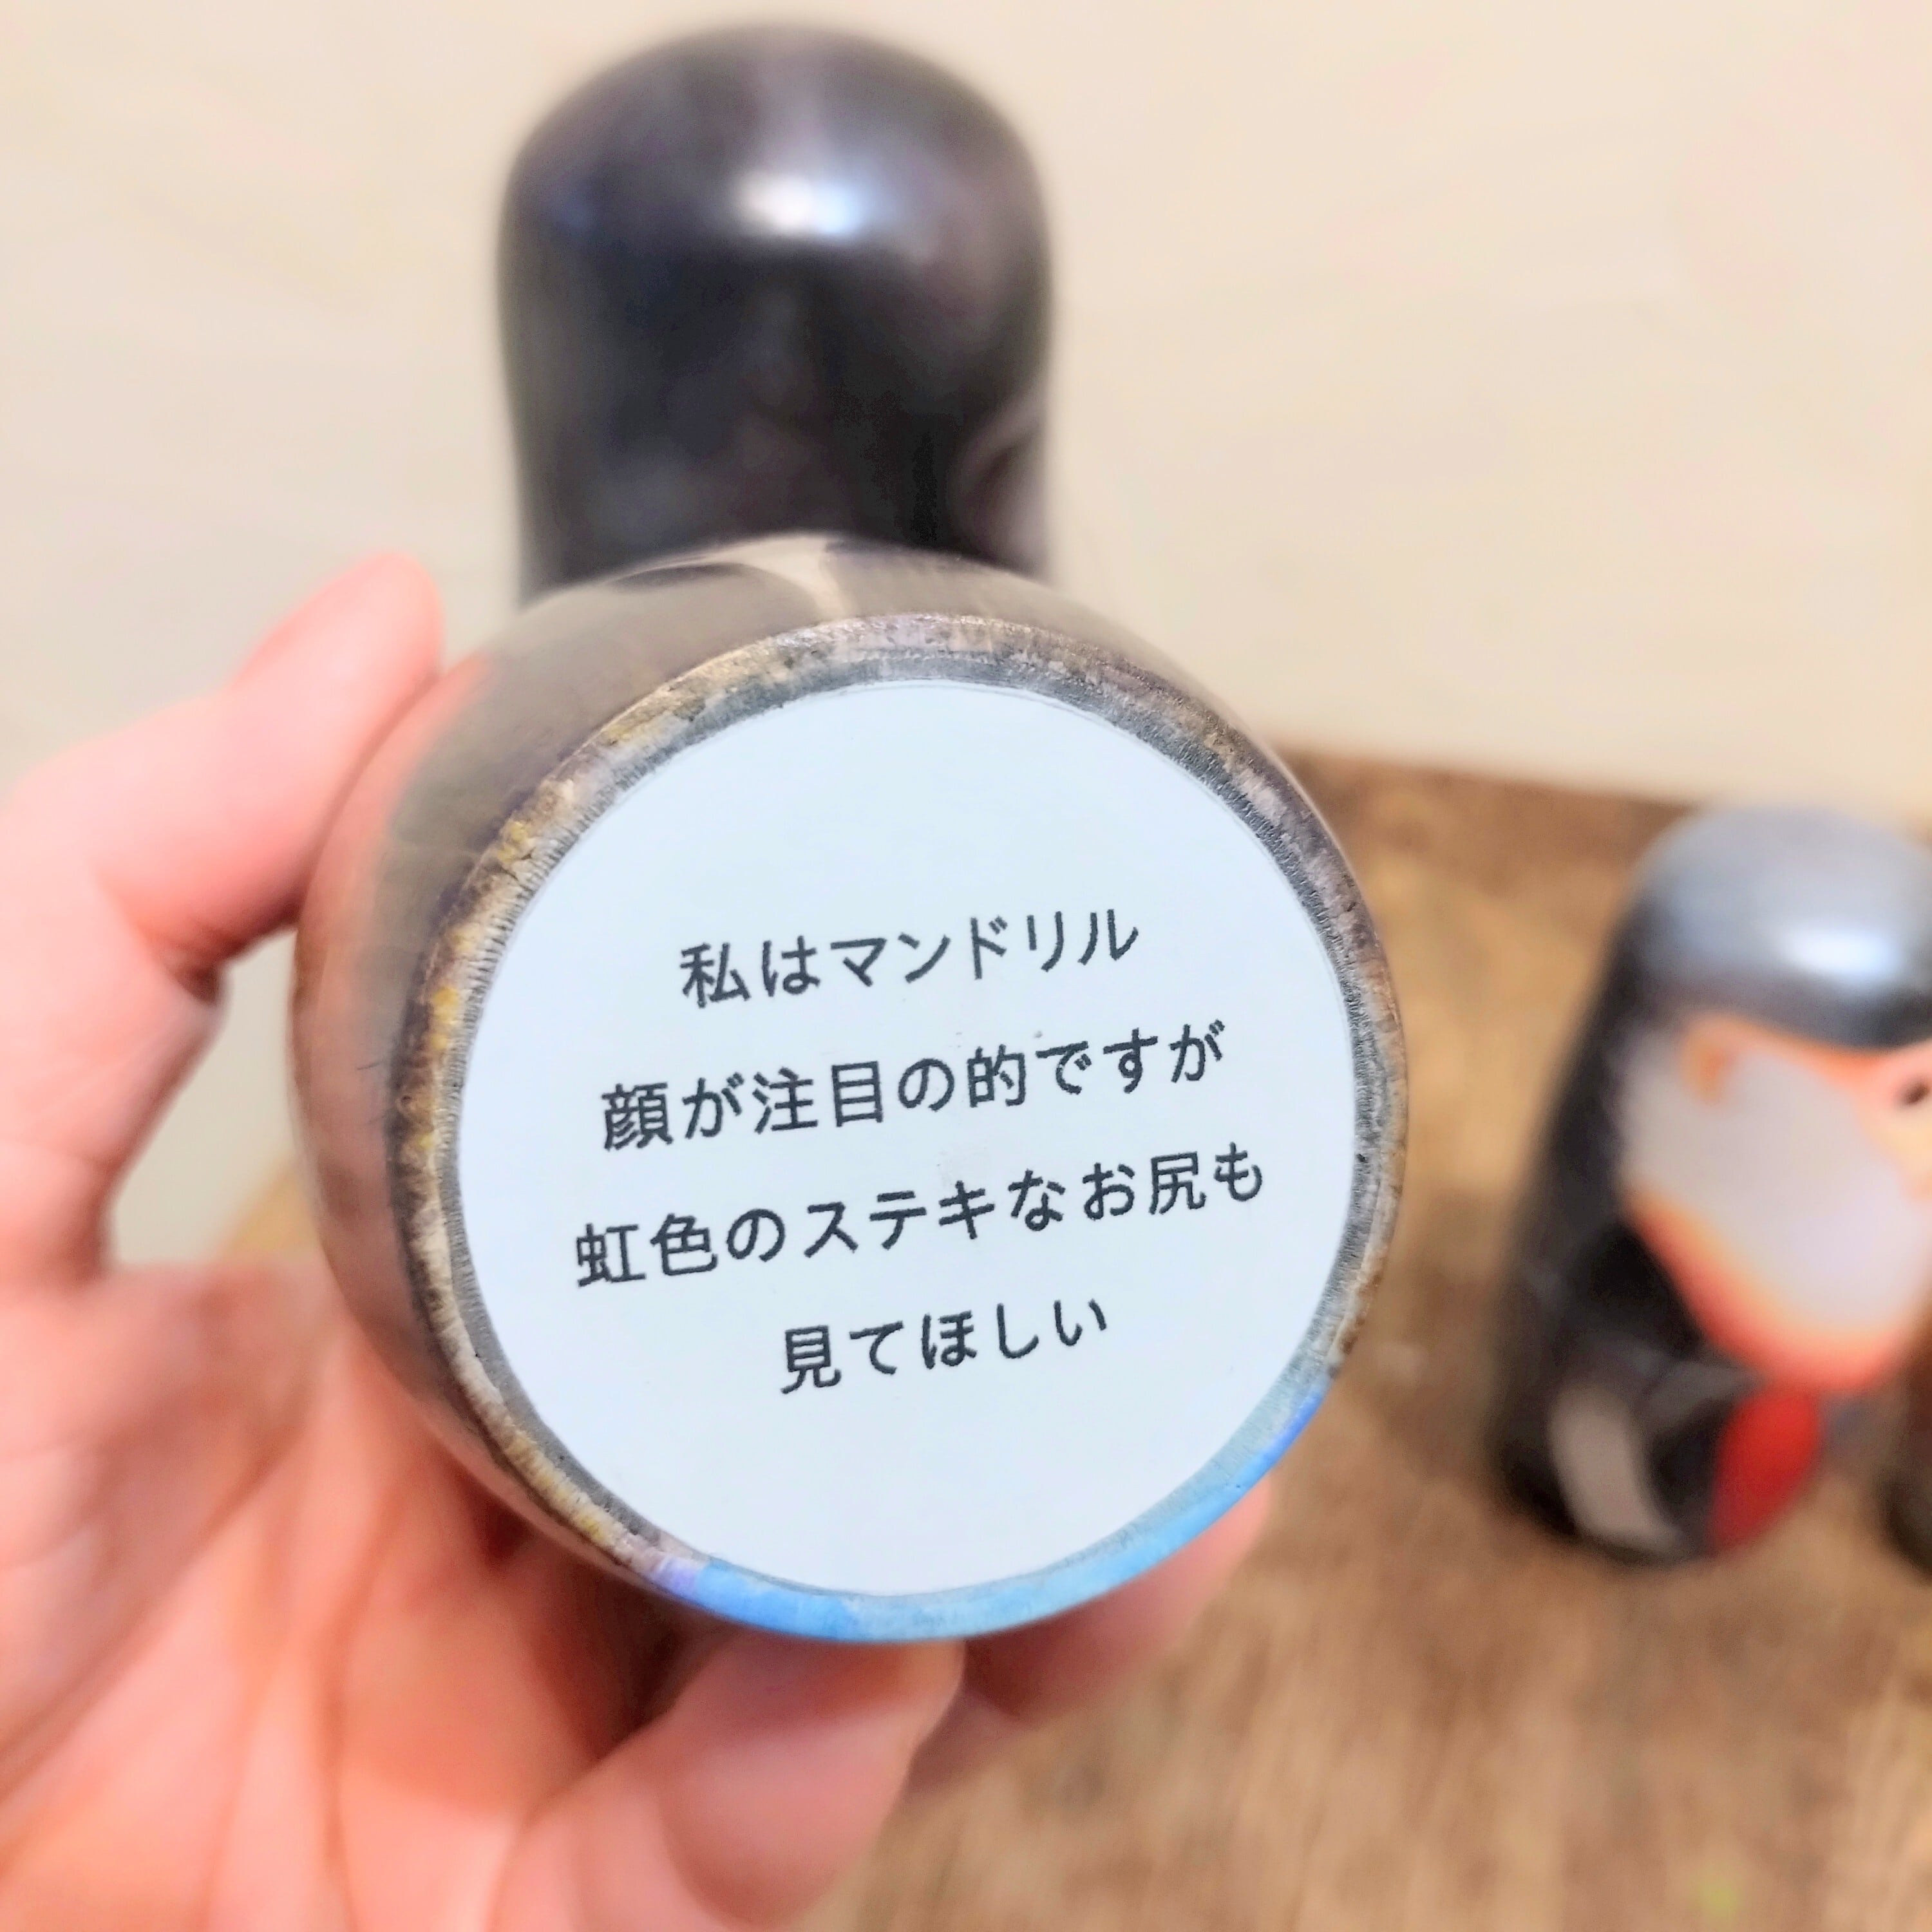 私はマンドリル
顔が注目の的ですが
虹色のステキなお尻も
見てほしい